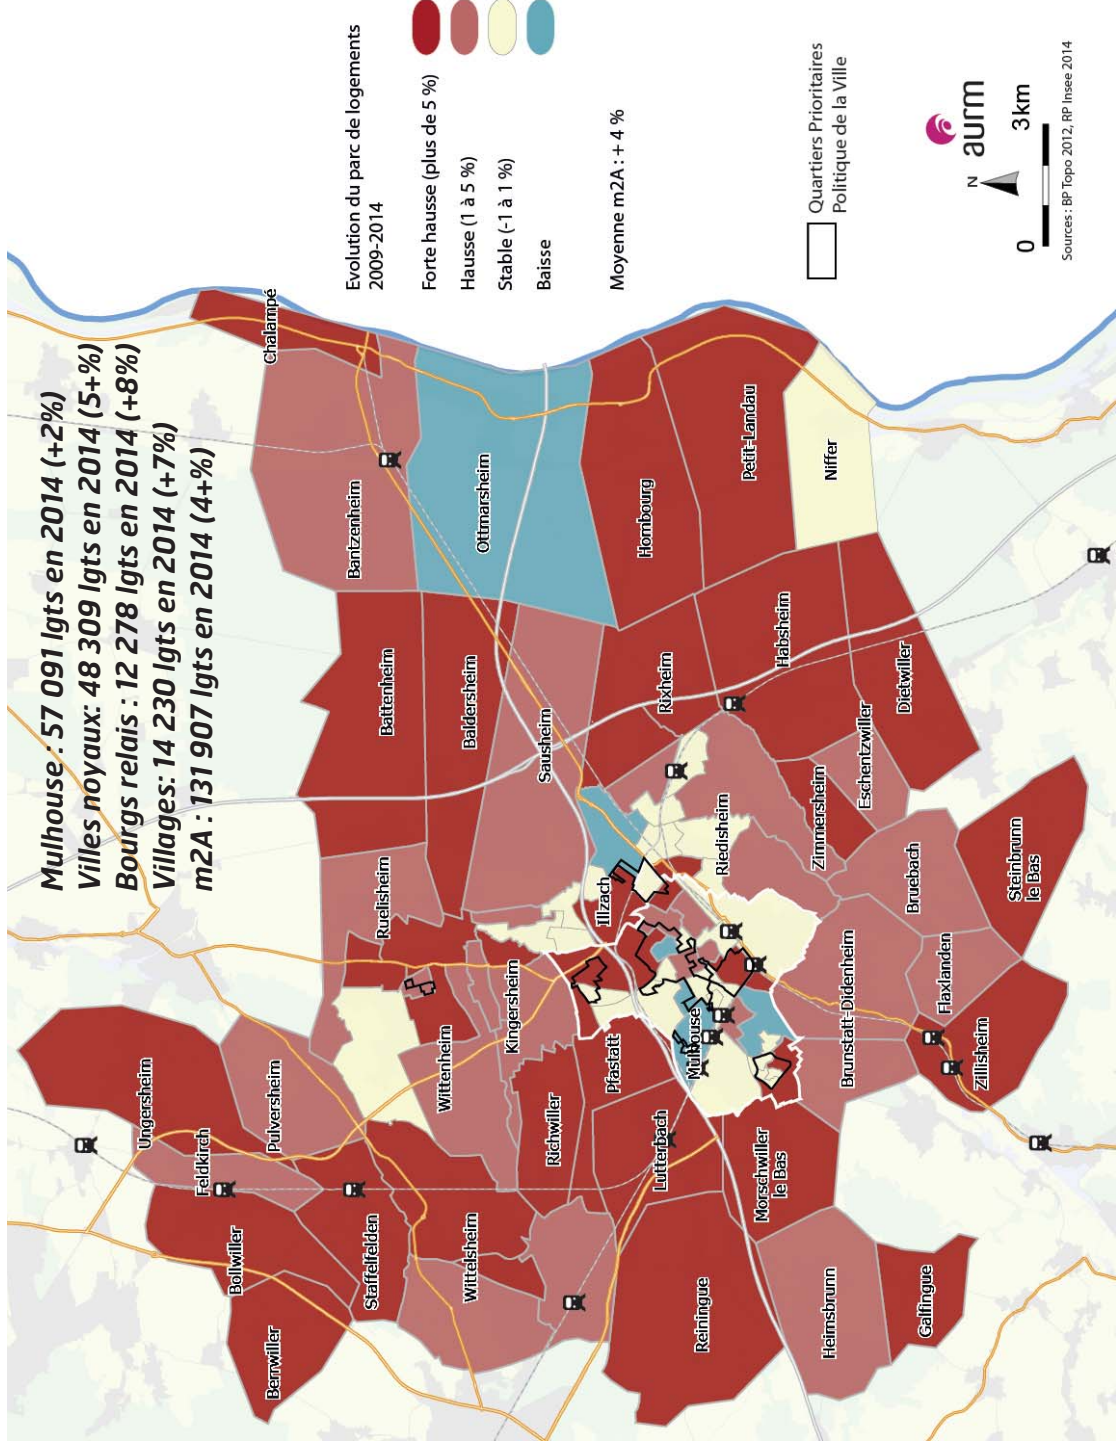 Mulhouse : 57 091 lgts en 2014 (+2%)
Villes noyaux: 48 309 lgts en 2014 (5+%)
Bourgs relais : 12 278 lgts en 2014 (+8%)
Villages: 14 230 lgts en 2014 (+7%)
m2A : 131 907 lgts en 2014 (4+%)
Evolution du parc de logements
2009-2014
Forte hausse (plus de 5 %)
Hausse (1 à 5 %)
Stable (-1 à 1 %)
Baisse
Moyenne m2A : + 4 %
Quartiers Prioritaires
Politique de la Ville
aurm
N
0
3km
Sources : BP Topo 2012, RP Insee 2014
Chalampé
Bantzenheim
Ottmarsheim
Hombourg
Petit-Landau
Niffer
Battenheim
Baldersheim
Sausheim
Rixheim
Habsheim
Dietwiller
Eschentzwiller
Zimmersheim
Riedisheim
Illzach
Ruelisheim
Kingersheim
Wittenheim
Pulversheim
Ungersheim
Feldkirch
Bollwiller
Berrwiller
Staffelfelden
Wittelsheim
Richwiller
Pfastatt
Mulhouse
Lutterbach
Reiningue
Morschwiller
le Bas
Heimsbrunn
Galfingue
Brunstatt-Didenheim
Bruebach
Flaxlanden
Zillisheim
Steinbrunn
le Bas